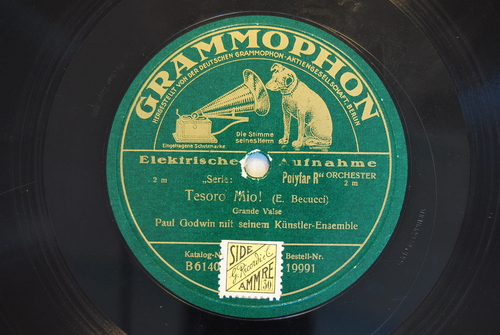 GRAMMOPHON
HERGESTELLT VON DER DEUTSCHEN GRAMMOPHON-AKTIENGESELLSCHAFT, BERLIN
Die Stimme
seines Herrn
Eingetragene Schutzmarke
Elektrische Aufnahme
2 m „Serie: Polyfar R" ORCHESTER 2 m
Tesoro Mio! (E. Becucci)
Grande Valse
Paul Godwin mit seinem Künstler-Ensemble
Katalog-N Bestell-Nr.
B6140 19991
SIDE
AMMRE
50